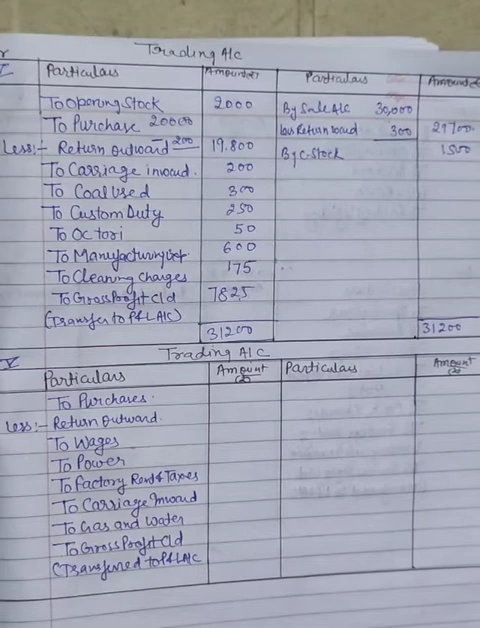 Trading A/c
I Particulars Amount(₹) Particulars Amount(₹)
To Opening Stock 2000 By Sale A/c 30,000
To Purchase 20000 Less Return Inward 300 29700
Less:- Return Outward 200 19.800 By C. Stock 1500
To Carriage inward. 200
To Coal Used 300
To Custom Duty 250
To Octori 50
To Manufacturing Exp 600
To Cleaning Charges 175
To Gross Profit C/d 7825
(Transfer to P&L A/C)
31200 31200
Trading A/C
V Particulars Amount (₹) Particulars Amount (₹)
To Purchases.
Less:- Return Outward.
To Wages
To Power
To Factory Rent & Taxes
To Carriage Inward
To Gas and Water
To Gross Profit C/d
(Transferred to P&L A/C